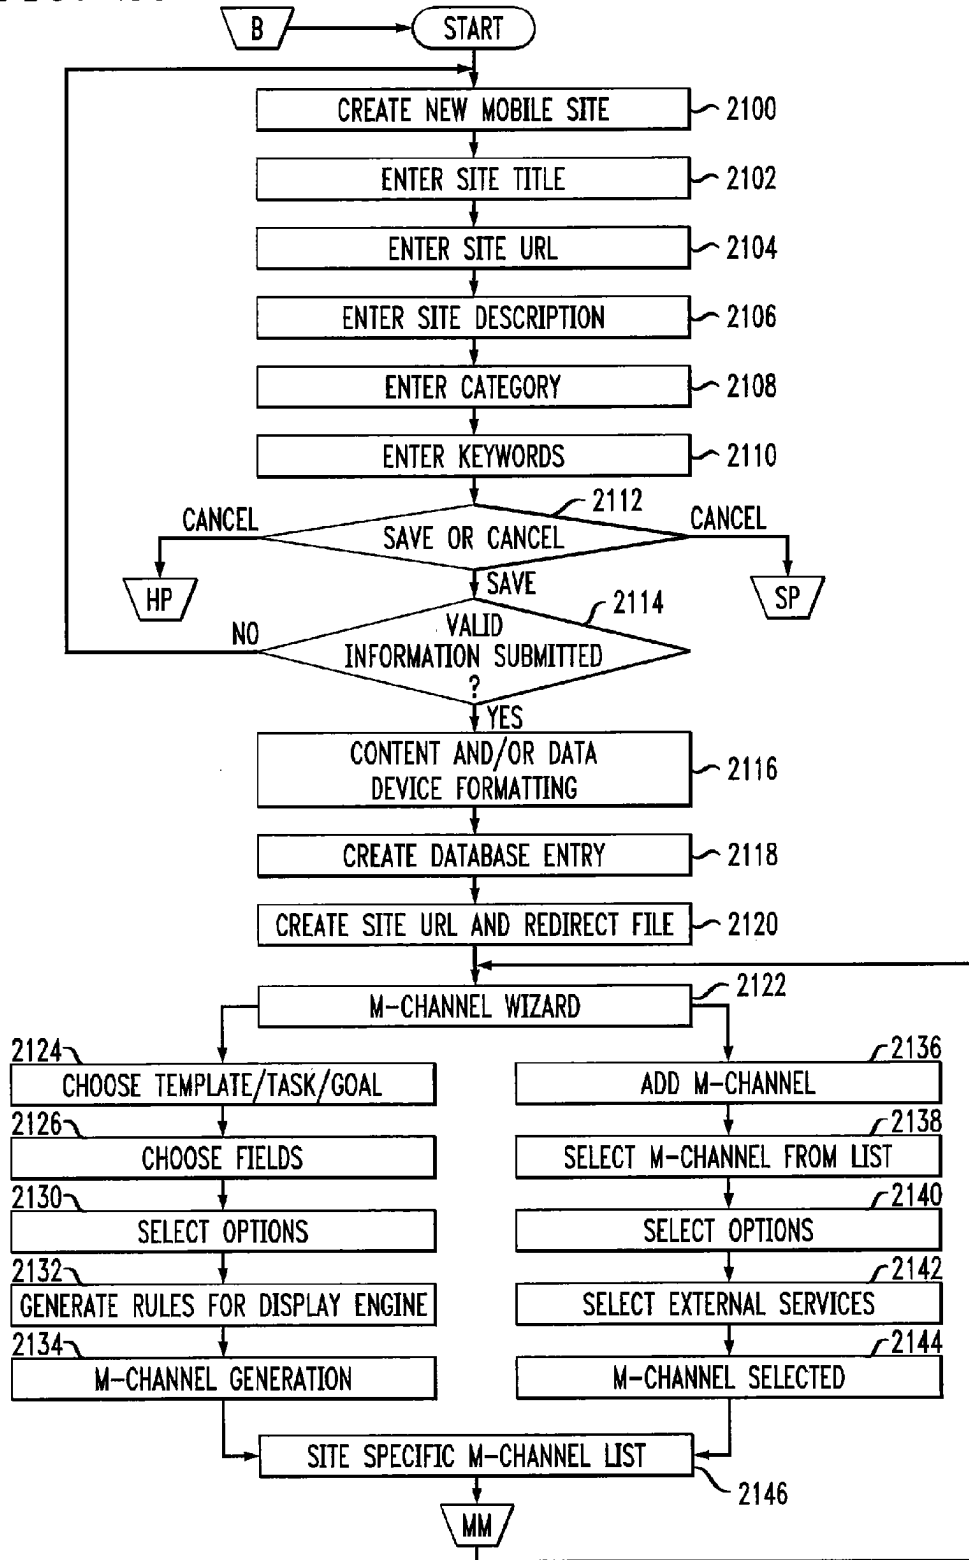 B
START
CREATE NEW MOBILE SITE
2100
ENTER SITE TITLE
2102
ENTER SITE URL
2104
ENTER SITE DESCRIPTION
2106
ENTER CATEGORY
2108
ENTER KEYWORDS
2110
2112
CANCEL
SAVE OR CANCEL
CANCEL
HP
SAVE
SP
2114
NO
VALID
INFORMATION SUBMITTED
?
YES
CONTENT AND/OR DATA
DEVICE FORMATTING
2116
CREATE DATABASE ENTRY
2118
CREATE SITE URL AND REDIRECT FILE
2120
M-CHANNEL WIZARD
2122
2124
CHOOSE TEMPLATE/TASK/GOAL
2126
CHOOSE FIELDS
2130
SELECT OPTIONS
2132
GENERATE RULES FOR DISPLAY ENGINE
2134
M-CHANNEL GENERATION
2136
ADD M-CHANNEL
2138
SELECT M-CHANNEL FROM LIST
2140
SELECT OPTIONS
2142
SELECT EXTERNAL SERVICES
2144
M-CHANNEL SELECTED
SITE SPECIFIC M-CHANNEL LIST
2146
MM